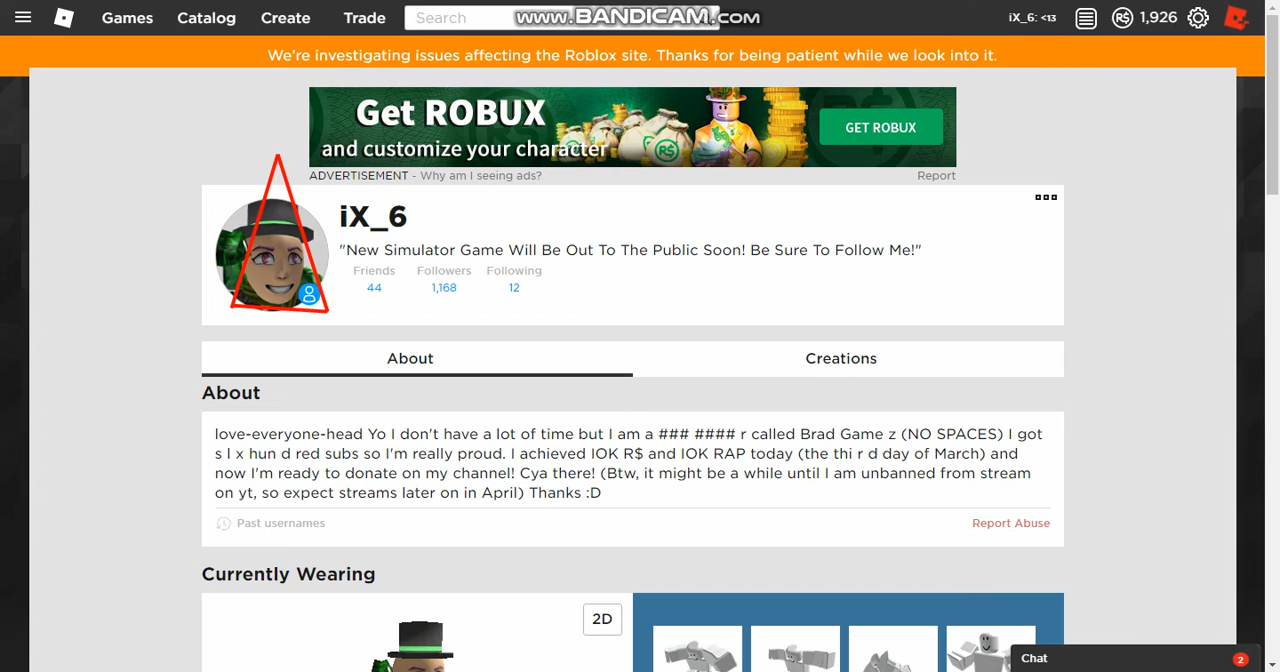 Games Catalog Create Trade Search www.BANDICAM.COM iX_6: <13 1,926
We're investigating issues affecting the Roblox site. Thanks for being patient while we look into it.
Get ROBUX
and customize your character
GET ROBUX
ADVERTISEMENT - Why am I seeing ads? Report
iX_6
"New Simulator Game Will Be Out To The Public Soon! Be Sure To Follow Me!"
Friends Followers Following
44 1,168 12
About Creations
About
love-everyone-head Yo I don't have a lot of time but I am a ### #### r called Brad Game z (NO SPACES) I got
s I x hun d red subs so I'm really proud. I achieved IOK R$ and IOK RAP today (the thi r d day of March) and
now I'm ready to donate on my channel! Cya there! (Btw, it might be a while until I am unbanned from stream
on yt, so expect streams later on in April) Thanks :D
Past usernames Report Abuse
Currently Wearing
2D
Chat 2